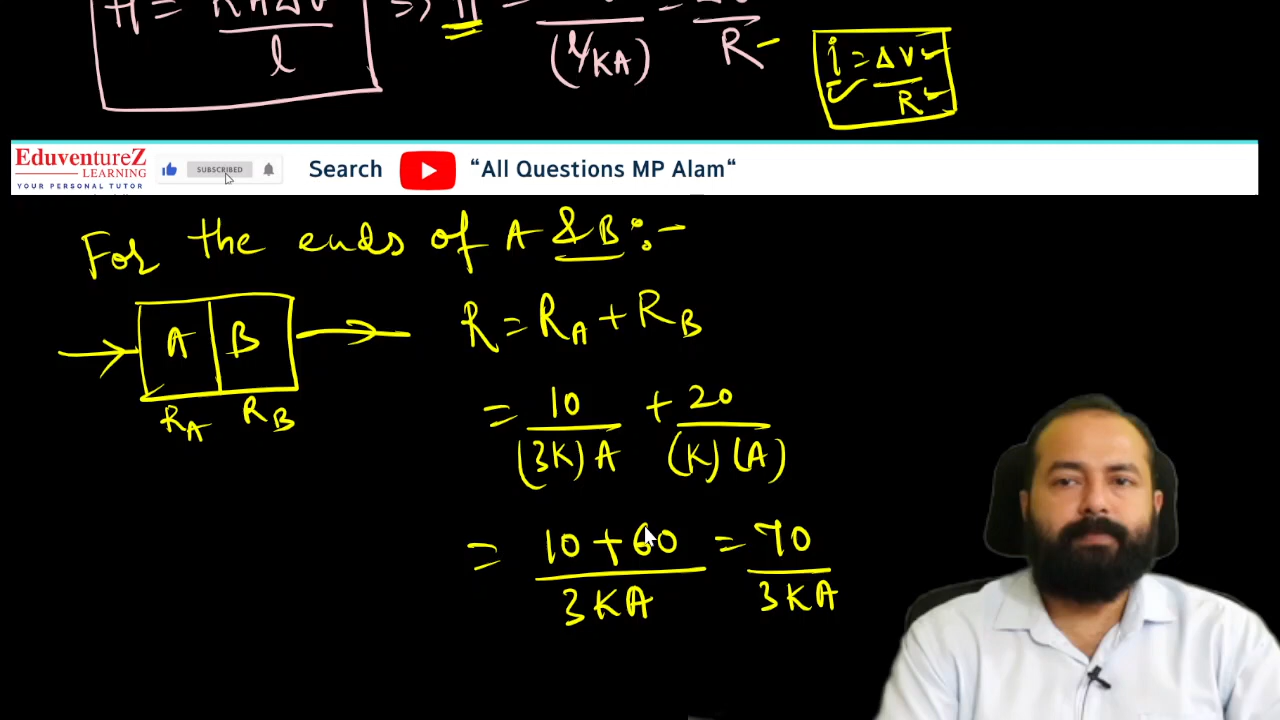 l
(l/KA)
R
i = ΔV
R
EduventureZ
LEARNING
YOUR PERSONAL TUTOR
SUBSCRIBED
Search
“All Questions MP Alam“
For the ends of A & B :-
A B
R_A R_B
R = R_A + R_B
= 10/(3K)A + 20/(K)(A)
= 10 + 60/3KA = 70/3KA